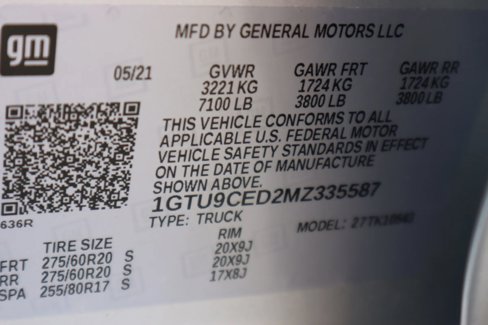 gm
MFD BY GENERAL MOTORS LLC
05/21 GVWR GAWR FRT GAWR RR
3221 KG 1724 KG 1724 KG
7100 LB 3800 LB 3800 LB
THIS VEHICLE CONFORMS TO ALL
APPLICABLE U.S. FEDERAL MOTOR
VEHICLE SAFETY STANDARDS IN EFFECT
ON THE DATE OF MANUFACTURE
SHOWN ABOVE.
1GTU9CED2MZ335587
636R
TYPE: TRUCK MODEL:
TIRE SIZE RIM
FRT 275/60R20 S 20X9J
RR 275/60R20 S 20X9J
SPA 255/80R17 S 17X8J